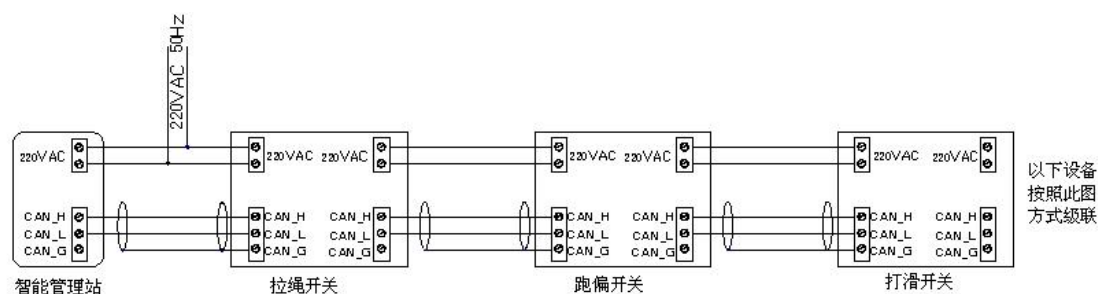 220VAC 50Hz
220VAC
220VAC 220VAC
220VAC 220VAC
220VAC 220VAC
CAN_H
CAN_L
CAN_G
CAN_H CAN_H
CAN_L CAN_L
CAN_G CAN_G
CAN_H CAN_H
CAN_L CAN_L
CAN_G CAN_G
CAN_H CAN_H
CAN_L CAN_L
CAN_G CAN_G
以下设备
按照此图
方式级联
智能管理站
拉绳开关
跑偏开关
打滑开关